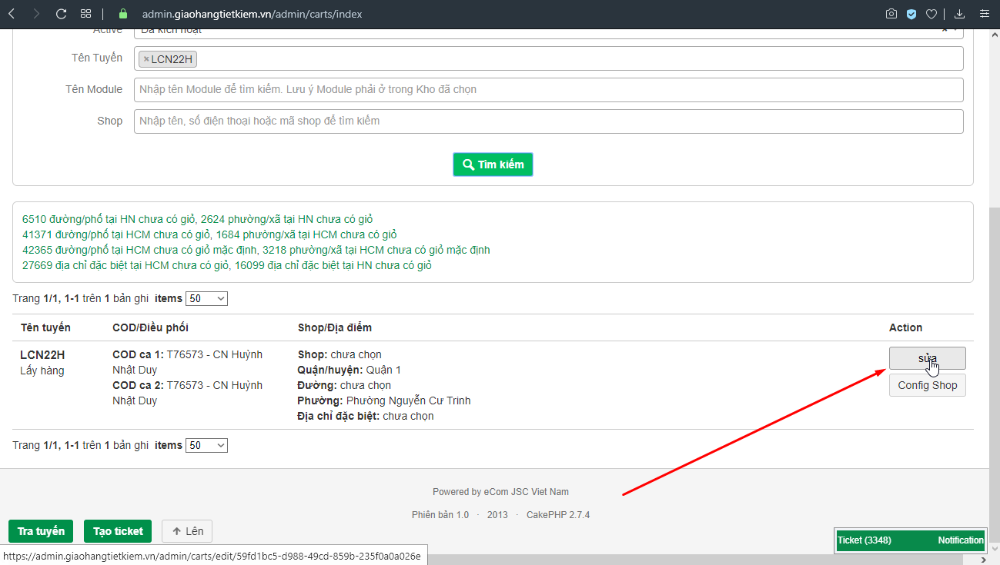 admin.giaohangtietkiem.vn/admin/carts/index
Active Đã kích hoạt
Tên Tuyến × LCN22H
Tên Module Nhập tên Module để tìm kiếm. Lưu ý Module phải ở trong Kho đã chọn
Shop Nhập tên, số điện thoại hoặc mã shop để tìm kiếm
Tìm kiếm
6510 đường/phố tại HN chưa có giỏ, 2624 phường/xã tại HN chưa có giỏ
41371 đường/phố tại HCM chưa có giỏ, 1684 phường/xã tại HCM chưa có giỏ
42365 đường/phố tại HCM chưa có giỏ mặc định, 3218 phường/xã tại HCM chưa có giỏ mặc định
27669 địa chỉ đặc biệt tại HCM chưa có giỏ, 16099 địa chỉ đặc biệt tại HN chưa có giỏ
Trang 1/1, 1-1 trên 1 bản ghi items 50
Tên tuyến COD/Điều phối Shop/Địa điểm Action
LCN22H
Lấy hàng
COD ca 1: T76573 - CN Huỳnh
Nhật Duy
COD ca 2: T76573 - CN Huỳnh
Nhật Duy
Shop: chưa chọn
Quận/huyện: Quận 1
Đường: chưa chọn
Phường: Phường Nguyễn Cư Trinh
Địa chỉ đặc biệt: chưa chọn
sửa
Config Shop
Trang 1/1, 1-1 trên 1 bản ghi items 50
Powered by eCom JSC Viet Nam
Phiên bản 1.0 · 2013 · CakePHP 2.7.4
Tra tuyến Tạo ticket Lên
Ticket (3348) Notification
https://admin.giaohangtietkiem.vn/admin/carts/edit/59fd1bc5-d988-49cd-859b-235f0a0a026e